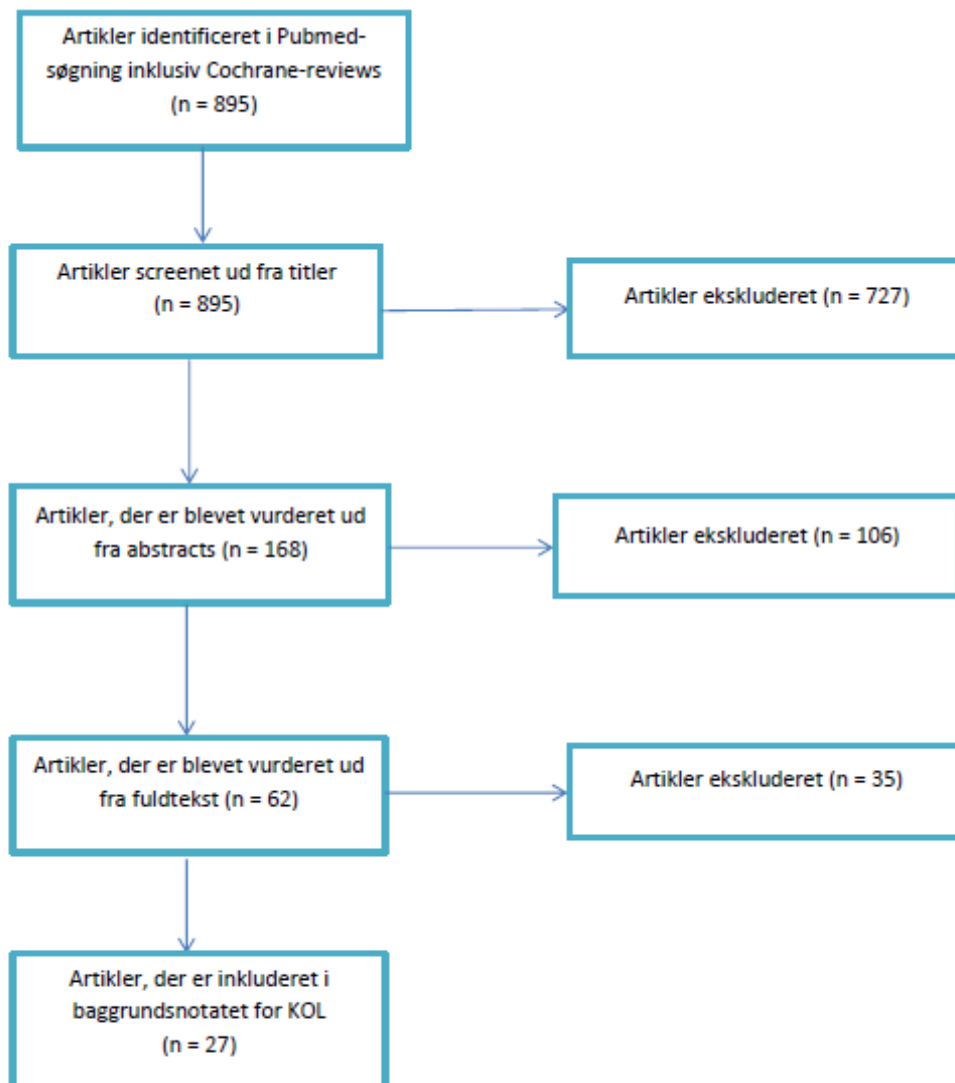 Artikler identificeret i Pubmed-
søgning inklusiv Cochrane-reviews
(n = 895)
Artikler screenet ud fra titler
(n = 895)
Artikler ekskluderet (n = 727)
Artikler, der er blevet vurderet ud
fra abstracts (n = 168)
Artikler ekskluderet (n = 106)
Artikler, der er blevet vurderet ud
fra fuldtekst (n = 62)
Artikler ekskluderet (n = 35)
Artikler, der er inkluderet i
baggrundsnotatet for KOL
(n = 27)